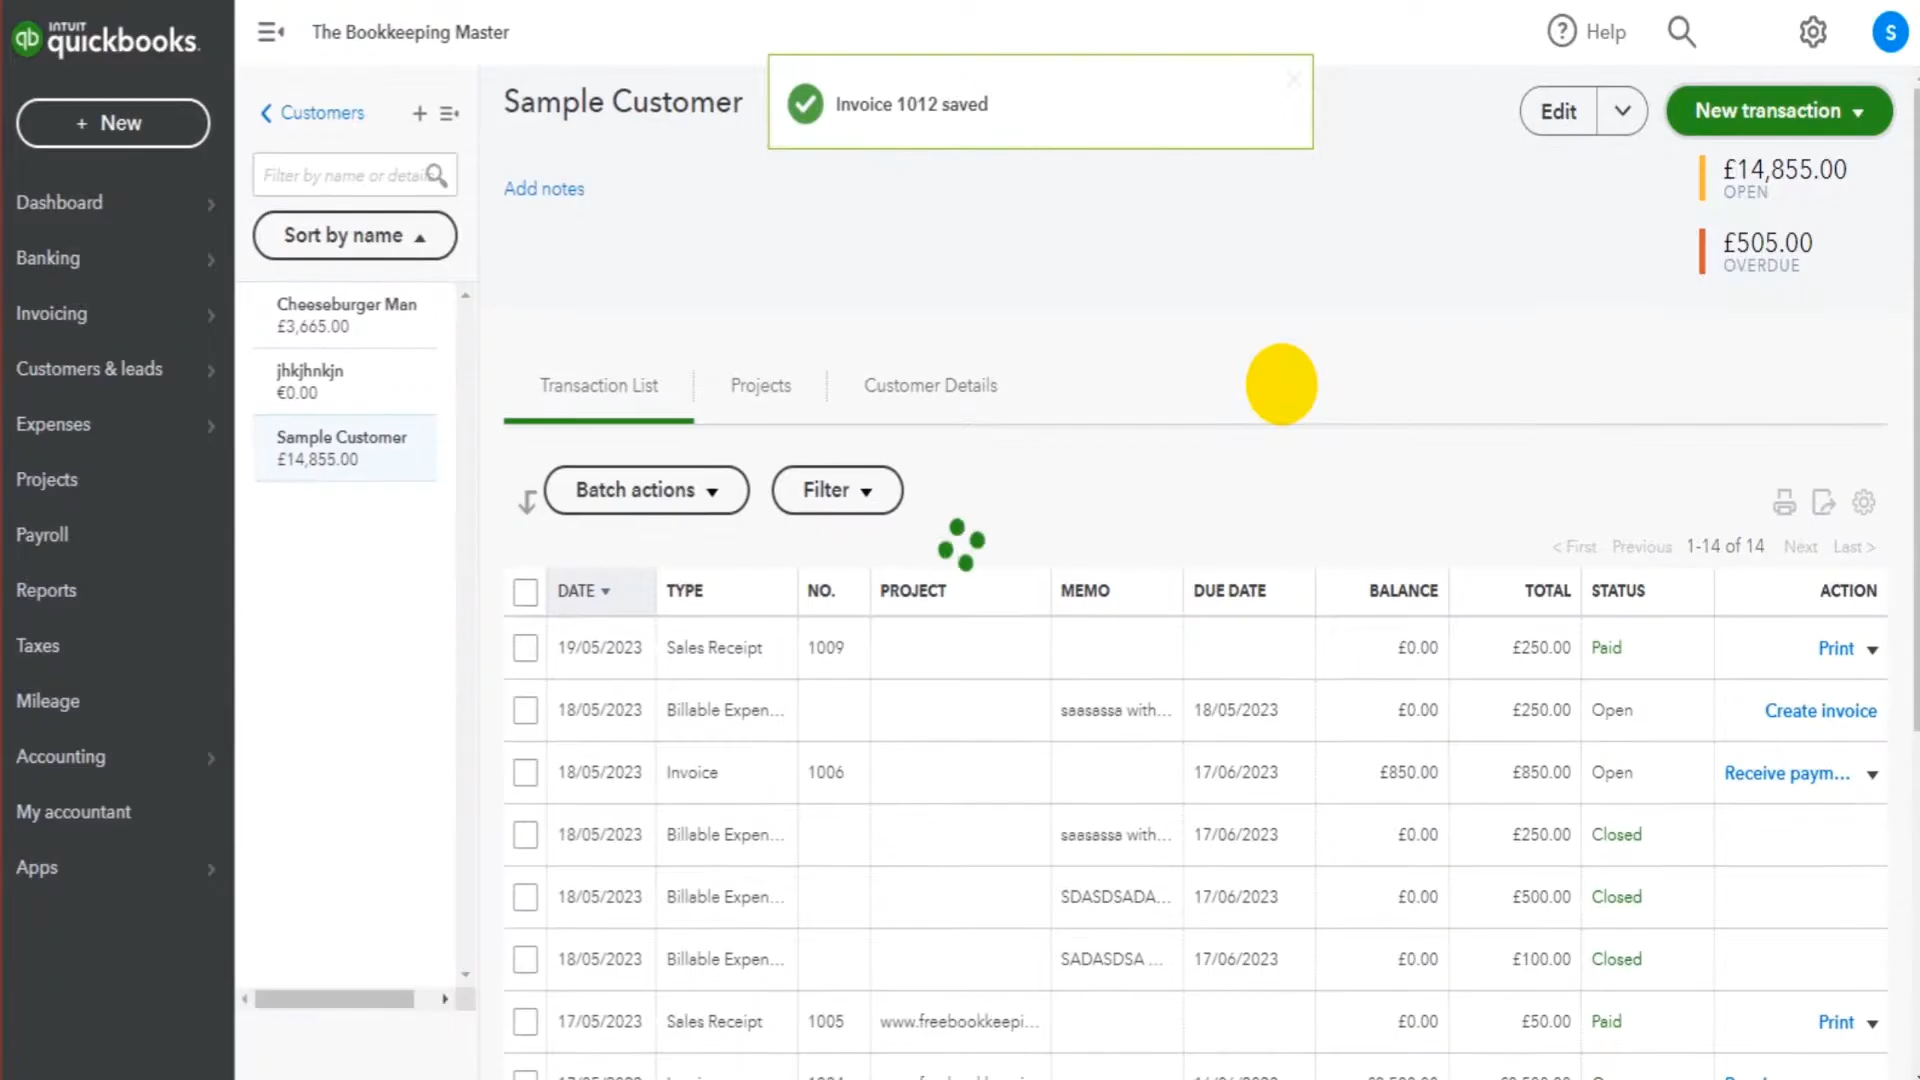 INTUIT
qb quickbooks.
The Bookkeeping Master
Help
S
+ New
Dashboard
Banking
Invoicing
Customers & leads
Expenses
Projects
Payroll
Reports
Taxes
Mileage
Accounting
My accountant
Apps
Customers
Filter by name or details
Sort by name
Cheeseburger Man
£3,665.00
jhkjhnkjn
€0.00
Sample Customer
£14,855.00
Sample Customer
Invoice 1012 saved
Edit
New transaction
Add notes
£14,855.00
OPEN
£505.00
OVERDUE
Transaction List Projects Customer Details
Batch actions Filter
< First Previous 1-14 of 14 Next Last >
DATE TYPE NO. PROJECT MEMO DUE DATE BALANCE TOTAL STATUS ACTION
19/05/2023 Sales Receipt 1009 £0.00 £250.00 Paid Print
18/05/2023 Billable Expen... saasassa with... 18/05/2023 £0.00 £250.00 Open Create invoice
18/05/2023 Invoice 1006 17/06/2023 £850.00 £850.00 Open Receive paym...
18/05/2023 Billable Expen... saasassa with... 17/06/2023 £0.00 £250.00 Closed
18/05/2023 Billable Expen... SDASDSADA... 17/06/2023 £0.00 £500.00 Closed
18/05/2023 Billable Expen... SADASDSA ... 17/06/2023 £0.00 £100.00 Closed
17/05/2023 Sales Receipt 1005 www.freebookkeepi... £0.00 £50.00 Paid Print